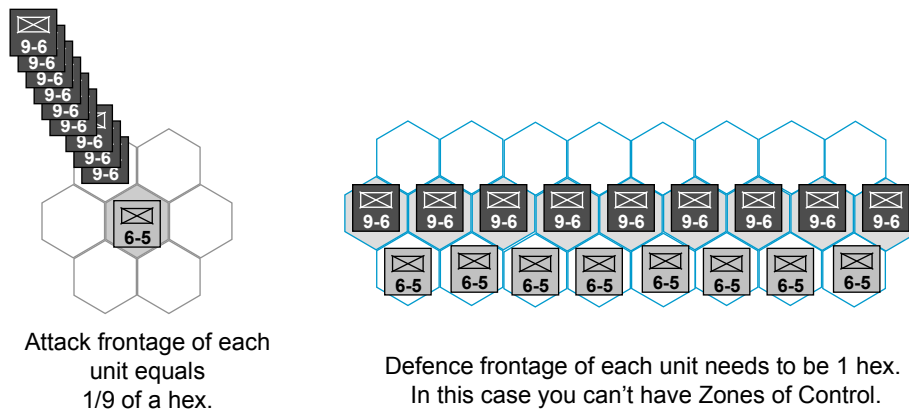 9-6
9-6
9-6
9-6
9-6
9-6
9-6
9-6
9-6
6-5
Attack frontage of each
unit equals
1/9 of a hex.
9-6 9-6 9-6 9-6 9-6 9-6 9-6 9-6 9-6
6-5 6-5 6-5 6-5 6-5 6-5 6-5 6-5
Defence frontage of each unit needs to be 1 hex.
In this case you can’t have Zones of Control.